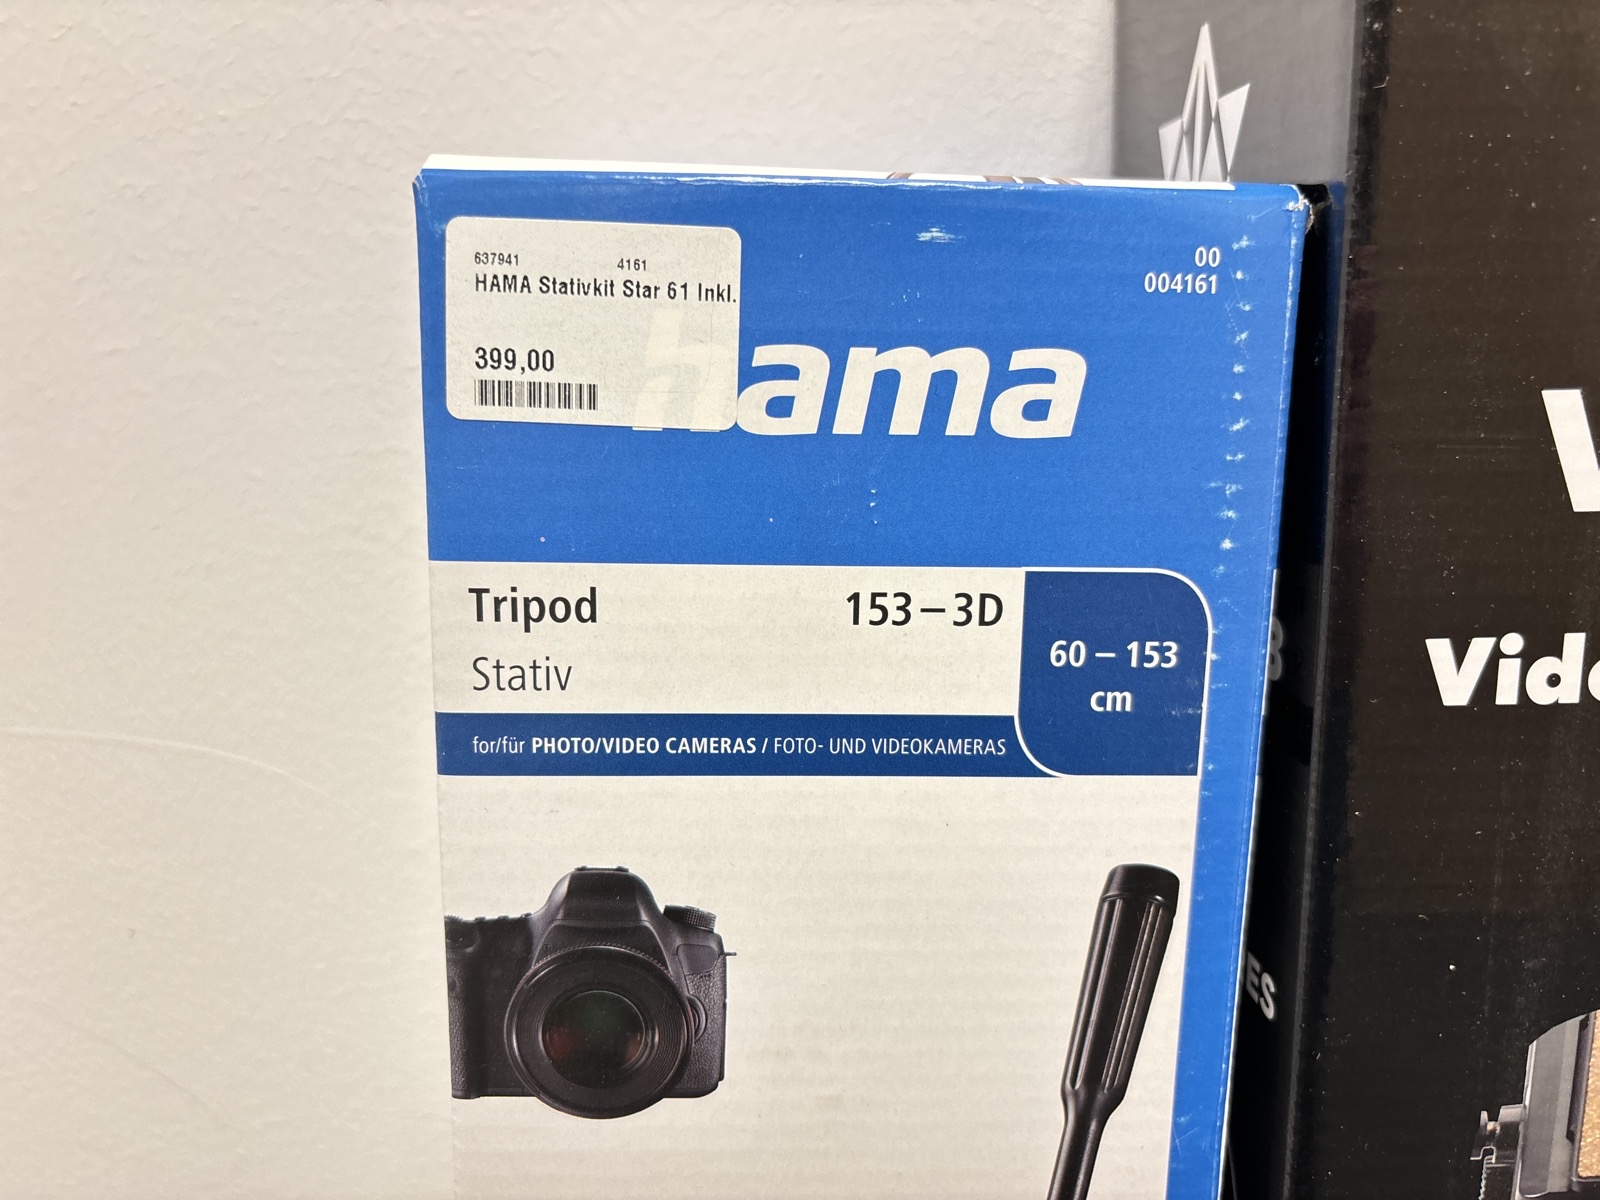 637941 4161
HAMA Stativkit Star 61 Inkl.
399,00
00
004161
hama
Tripod 153–3D
Stativ
60 – 153
cm
for/für PHOTO/VIDEO CAMERAS / FOTO- UND VIDEOKAMERAS